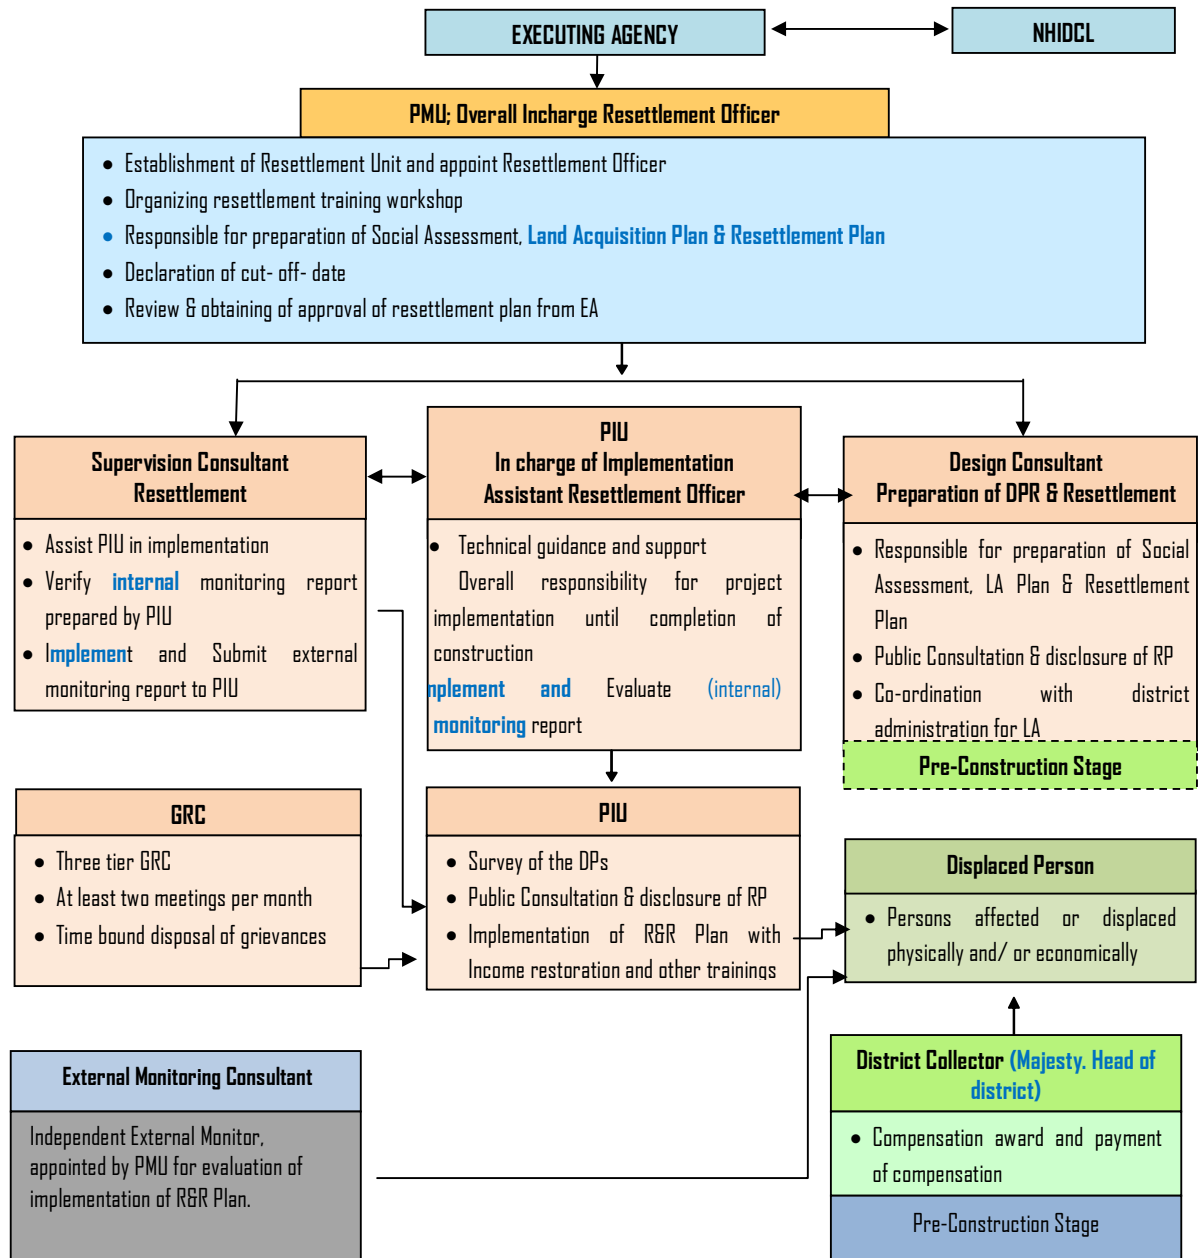 EXECUTING AGENCY
NHIDCL
PMU; Overall Incharge Resettlement Officer
• Establishment of Resettlement Unit and appoint Resettlement Officer
• Organizing resettlement training workshop
• Responsible for preparation of Social Assessment, Land Acquisition Plan & Resettlement Plan
• Declaration of cut- off- date
• Review & obtaining of approval of resettlement plan from EA
Supervision Consultant
Resettlement
• Assist PIU in implementation
• Verify internal monitoring report
prepared by PIU
• Implement and Submit external
monitoring report to PIU
PIU
In charge of Implementation
Assistant Resettlement Officer
• Technical guidance and support
Overall responsibility for project
implementation until completion of
construction
nplement and Evaluate (internal)
monitoring report
Design Consultant
Preparation of DPR & Resettlement
• Responsible for preparation of Social
Assessment, LA Plan & Resettlement
Plan
• Public Consultation & disclosure of RP
• Co-ordination with district
administration for LA
Pre-Construction Stage
GRC
• Three tier GRC
• At least two meetings per month
• Time bound disposal of grievances
PIU
• Survey of the DPs
• Public Consultation & disclosure of RP
• Implementation of R&R Plan with
Income restoration and other trainings
Displaced Person
• Persons affected or displaced
physically and/ or economically
External Monitoring Consultant
Independent External Monitor,
appointed by PMU for evaluation of
implementation of R&R Plan.
District Collector (Majesty. Head of
district)
• Compensation award and payment
of compensation
Pre-Construction Stage